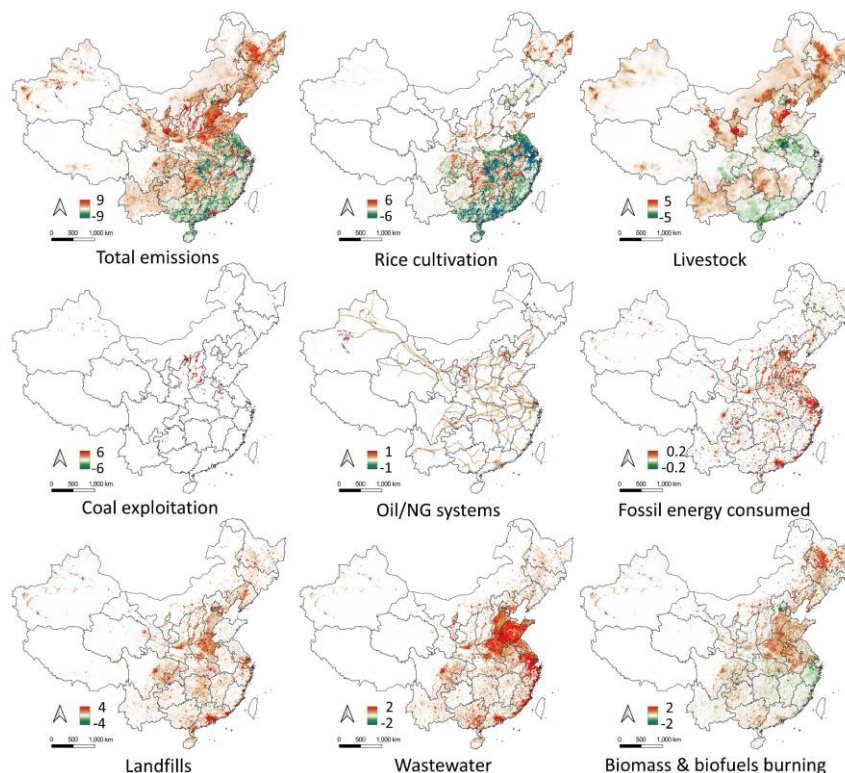 9
-9
0 500 1,000 km
Total emissions
6
-6
0 500 1,000 km
Rice cultivation
5
-5
0 500 1,000 km
Livestock
6
-6
0 500 1,000 km
Coal exploitation
1
-1
0 500 1,000 km
Oil/NG systems
0.2
-0.2
0 500 1,000 km
Fossil energy consumed
4
-4
0 500 1,000 km
Landfills
2
-2
0 500 1,000 km
Wastewater
2
-2
0 500 1,000 km
Biomass & biofuels burning